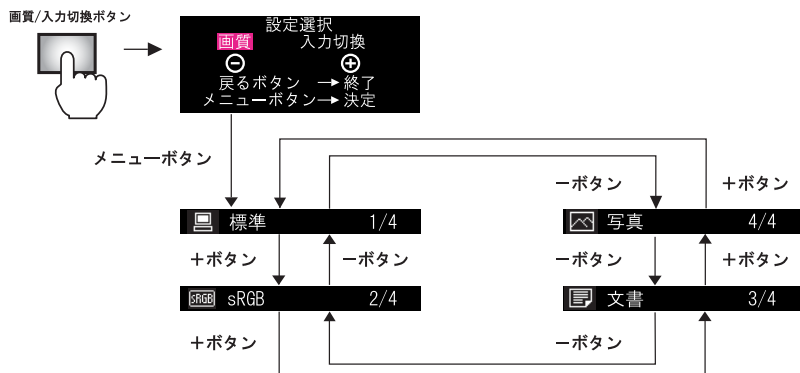 画質/入力切換ボタン
設定選択
画質 入力切換
⊖ ⊕
戻るボタン →終了
メニューボタン→決定
メニューボタン
−ボタン
＋ボタン
標準 1/4
写真 4/4
＋ボタン
−ボタン
−ボタン
＋ボタン
sRGB sRGB 2/4
文書 3/4
＋ボタン
−ボタン